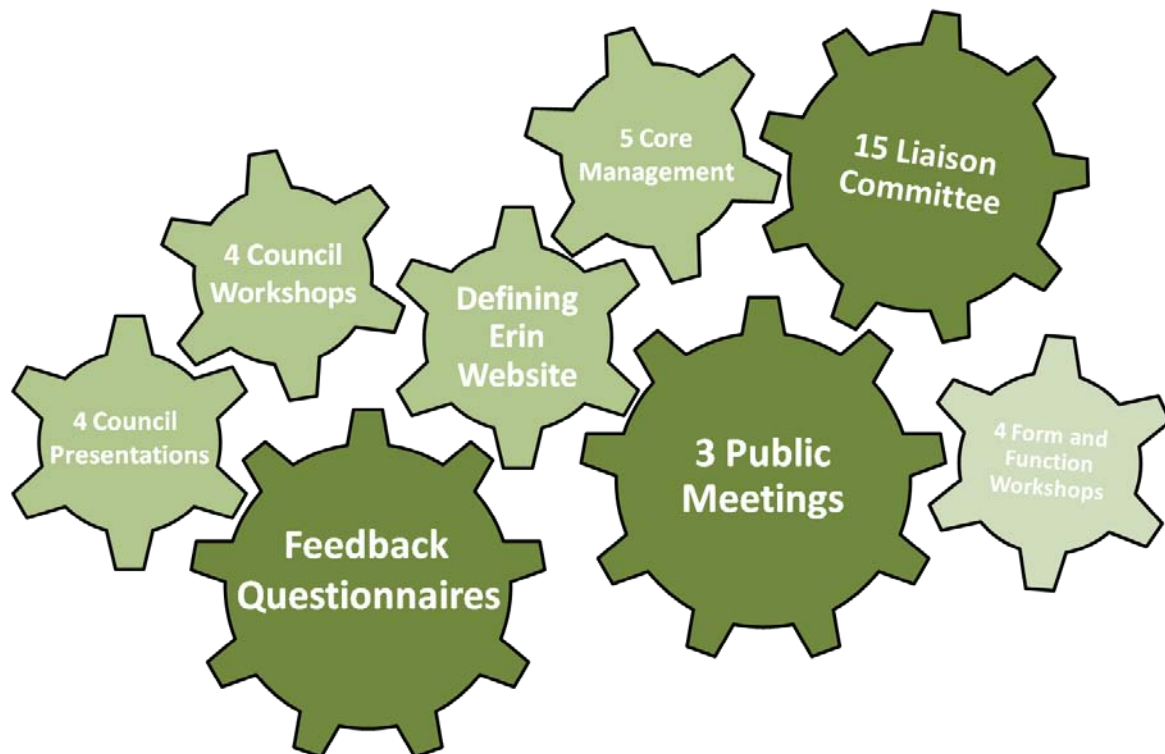 5 Core
Management
15 Liaison
Committee
4 Council
Workshops
Defining
Erin
Website
4 Council
Presentations
3 Public
Meetings
4 Form and
Function
Workshops
Feedback
Questionnaires